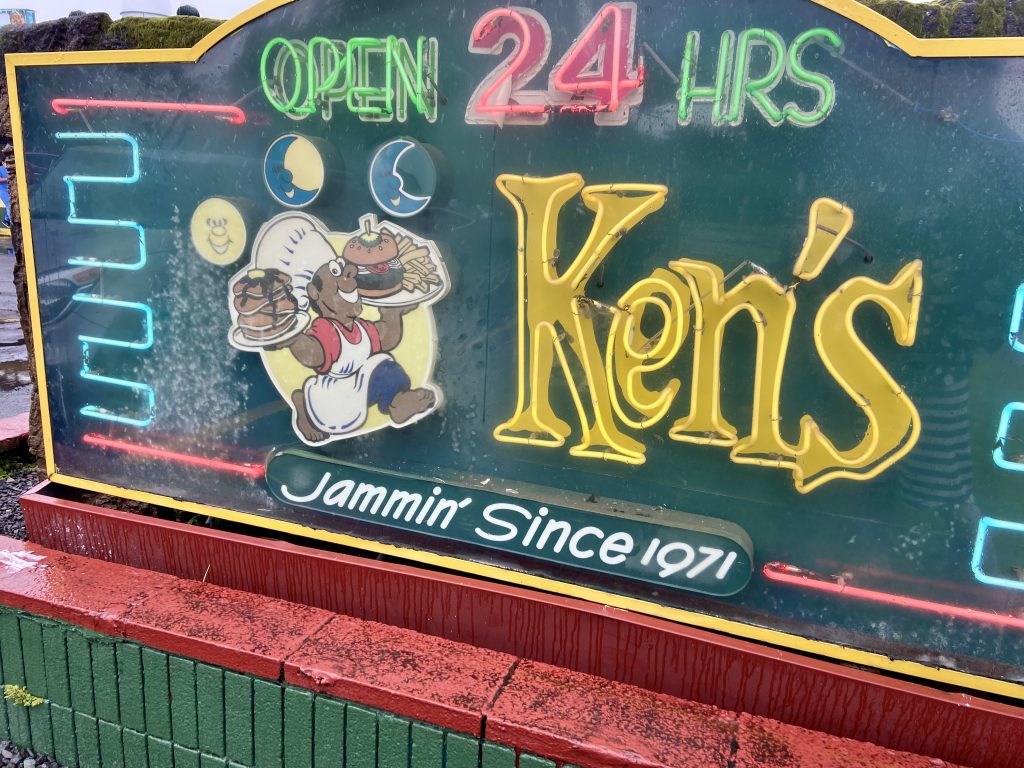 OPEN 24 HRS
Ken's
Jammin' Since 1971